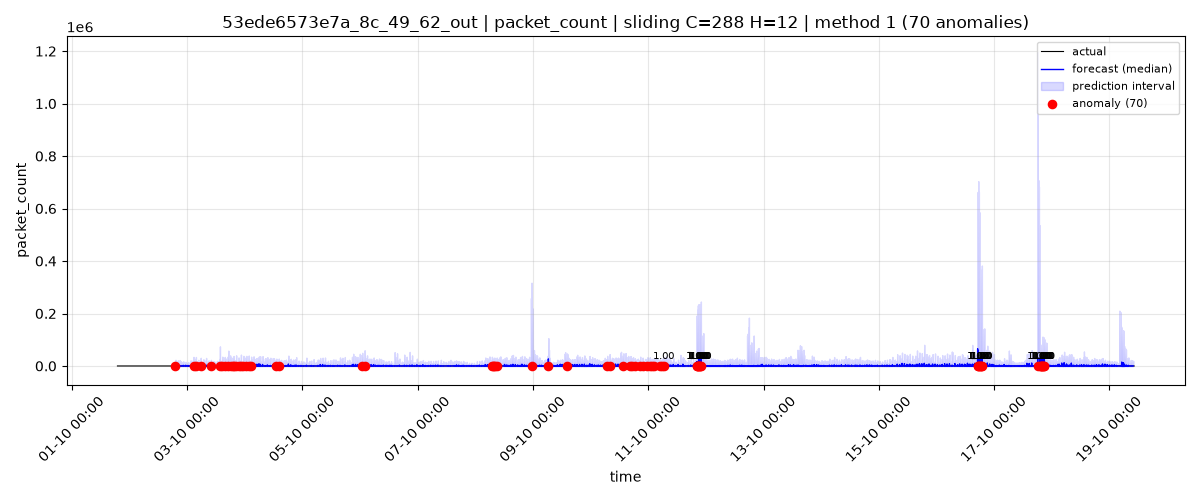 53ede6573e7a_8c_49_62_out | packet_count | sliding C=288 H=12 | method 1 (70 anomalies)
1e6
1.2
1.0
0.8
0.6
0.4
0.2
0.0
packet_count
actual
forecast (median)
prediction interval
anomaly (70)
1.00
01-10 00:00
03-10 00:00
05-10 00:00
07-10 00:00
09-10 00:00
11-10 00:00
13-10 00:00
15-10 00:00
17-10 00:00
19-10 00:00
time